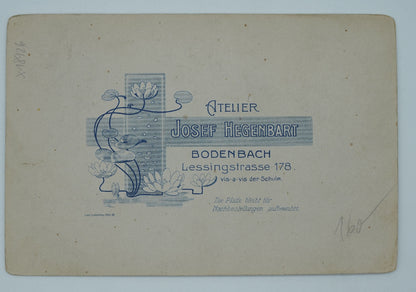 ATELIER
JOSEF HEGENBART
BODENBACH
Lessingstrasse 178.
vis-a-vis der Schule.
Die Platte bleibt für
Nachbestellungen aufbewahrt.